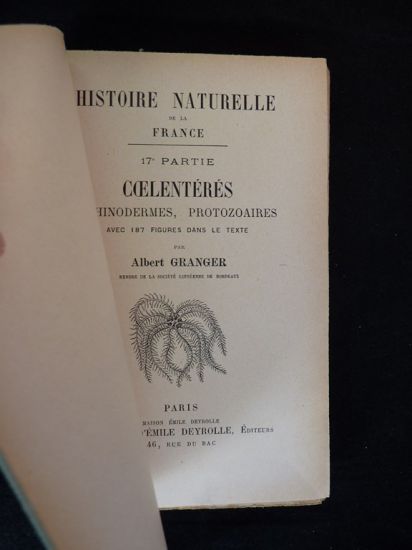 HISTOIRE NATURELLE
DE LA
FRANCE
17e PARTIE
CŒLENTÉRÉS
HINODERMES, PROTOZOAIRES
AVEC 187 FIGURES DANS LE TEXTE
PAR
Albert GRANGER
MEMBRE DE LA SOCIÉTÉ LINNÉENNE DE BORDEAUX
PARIS
MAISON ÉMILE DEYROLLE
D'ÉMILE DEYROLLE, ÉDITEURS
46, RUE DU BAC